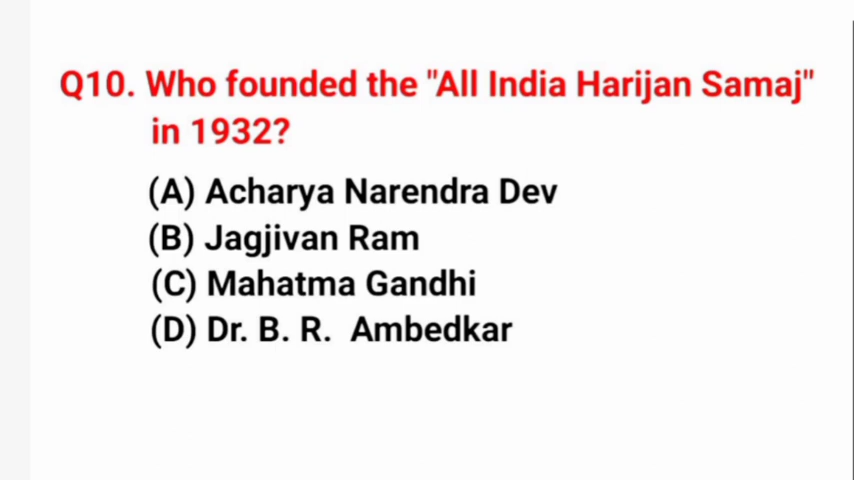 Q10. Who founded the "All India Harijan Samaj"
in 1932?
(A) Acharya Narendra Dev
(B) Jagjivan Ram
(C) Mahatma Gandhi
(D) Dr. B. R. Ambedkar